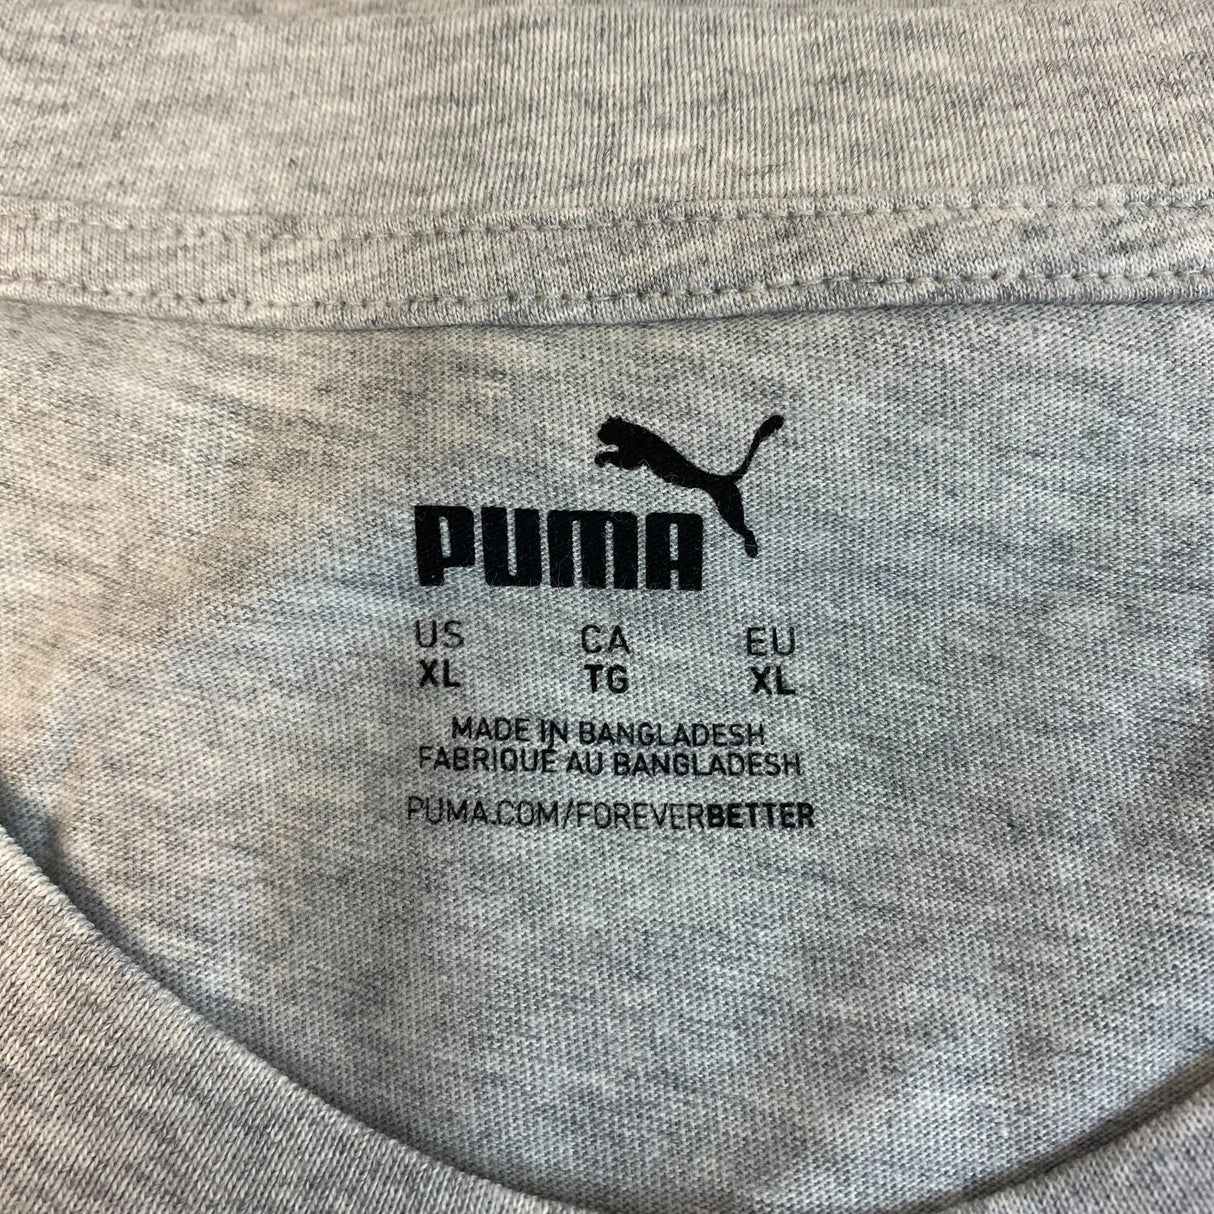 PUMA
US CA EU
XL TG XL
MADE IN BANGLADESH
FABRIQUÉ AU BANGLADESH
PUMA.COM/FOREVERBETTER